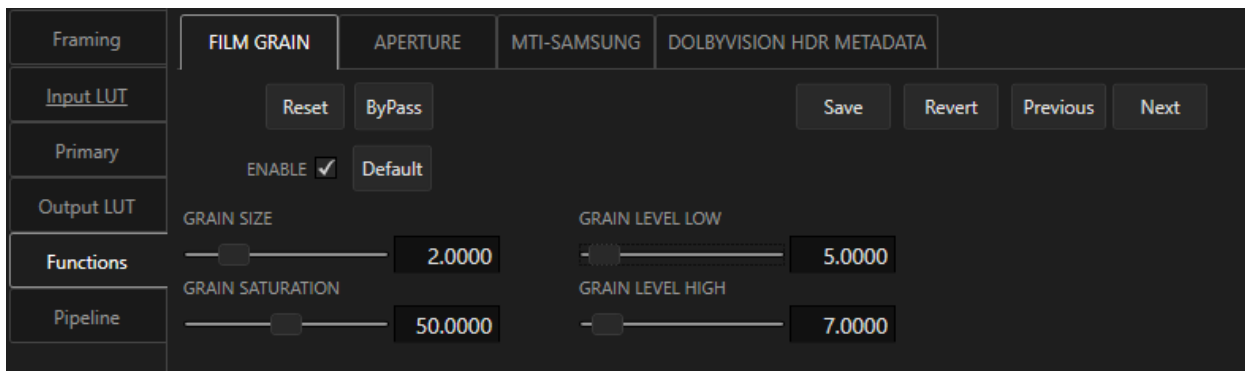 Framing
Input LUT
Primary
Output LUT
Functions
Pipeline
FILM GRAIN APERTURE MTI-SAMSUNG DOLBYVISION HDR METADATA
Reset ByPass Save Revert Previous Next
ENABLE Default
GRAIN SIZE GRAIN LEVEL LOW
2.0000 5.0000
GRAIN SATURATION GRAIN LEVEL HIGH
50.0000 7.0000